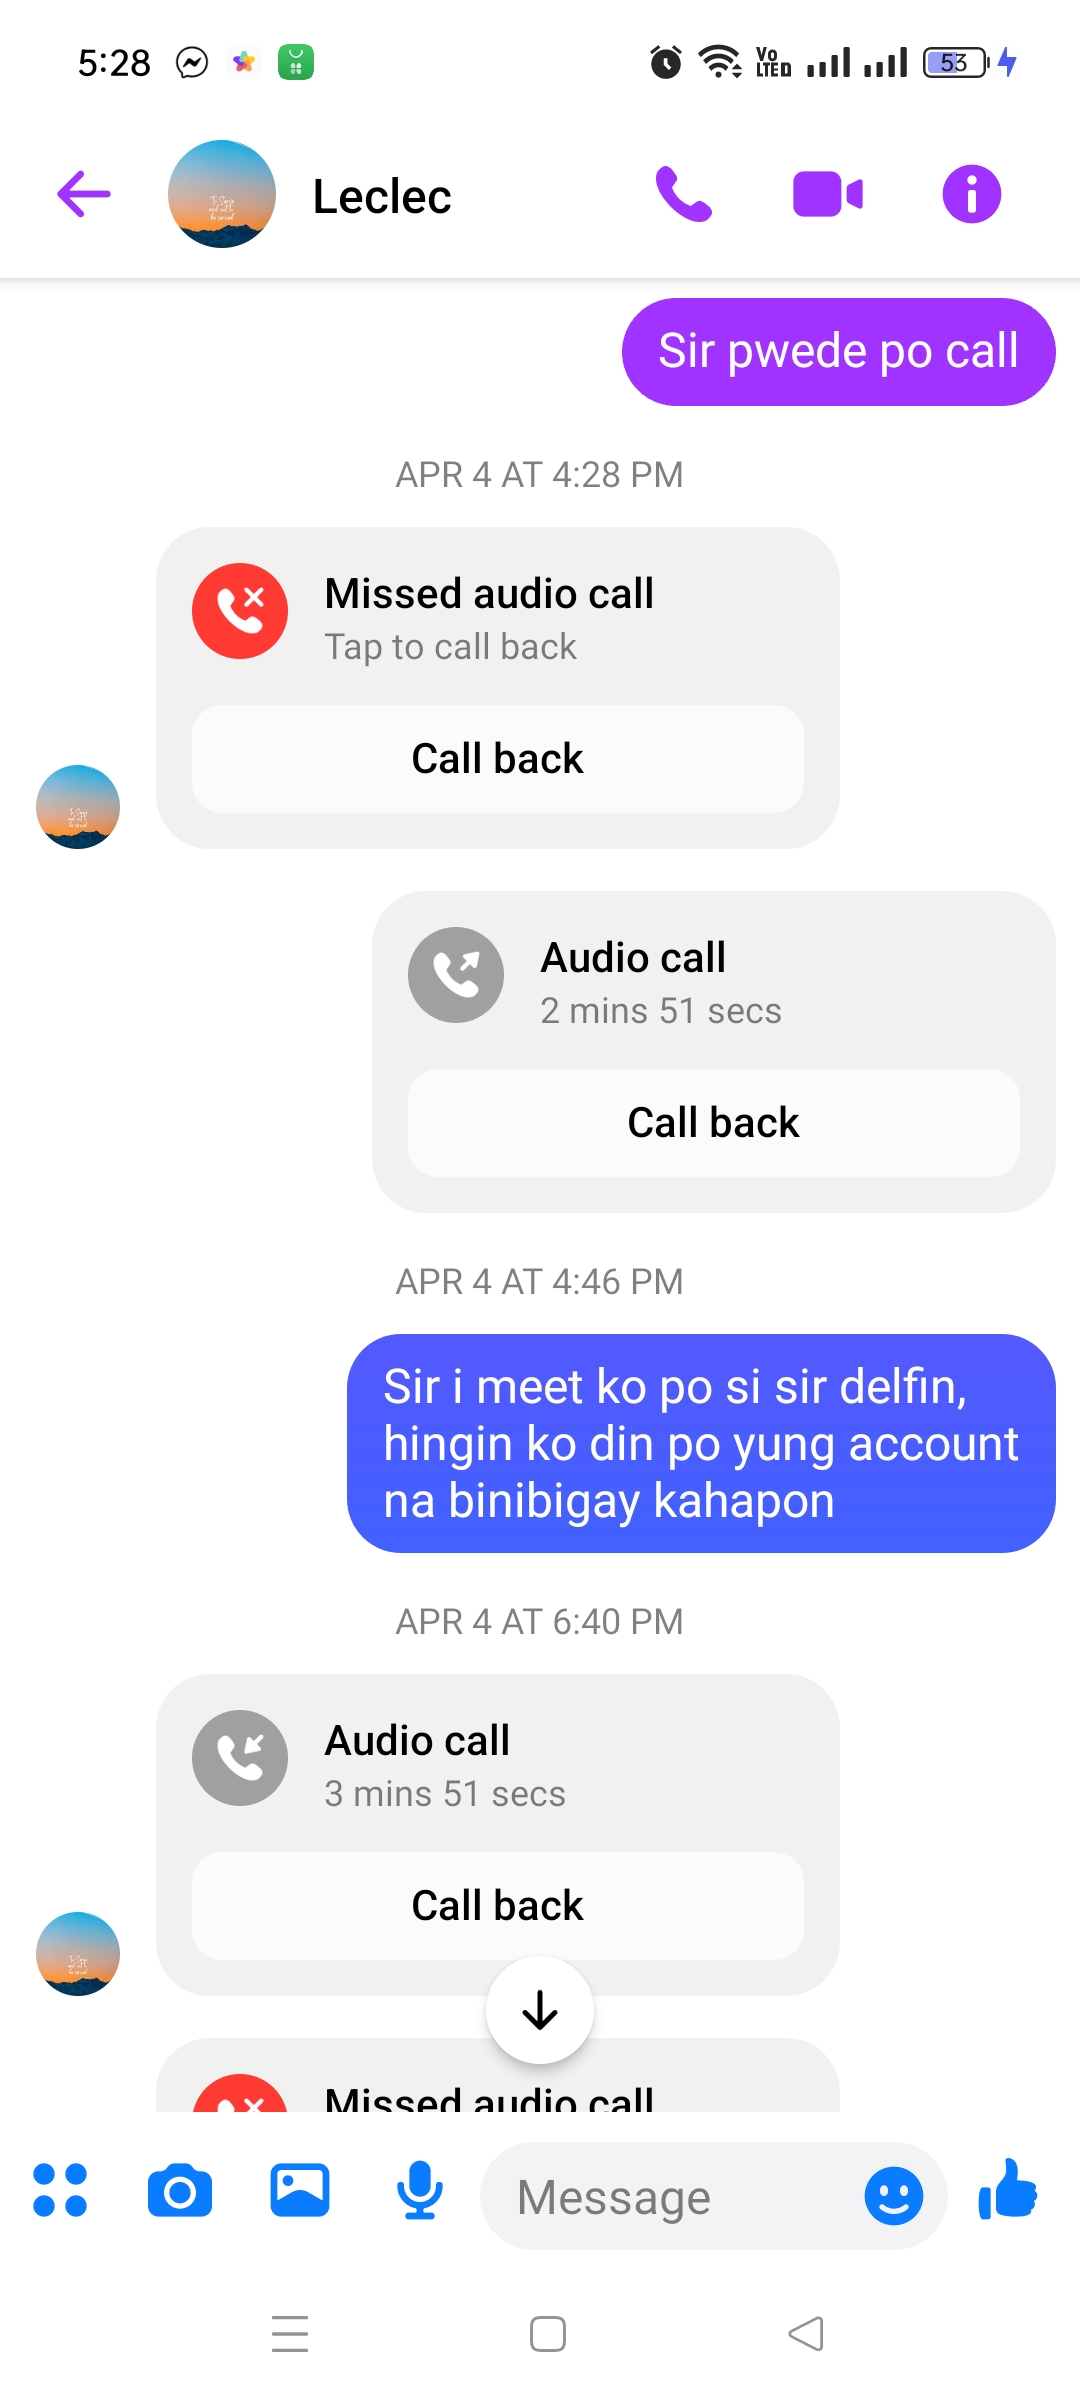 5:28
Vo LTED
53
Leclec
Sir pwede po call
APR 4 AT 4:28 PM
Missed audio call
Tap to call back
Call back
Audio call
2 mins 51 secs
Call back
APR 4 AT 4:46 PM
Sir i meet ko po si sir delfin,
hingin ko din po yung account
na binibigay kahapon
APR 4 AT 6:40 PM
Audio call
3 mins 51 secs
Call back
Missed audio call
Message